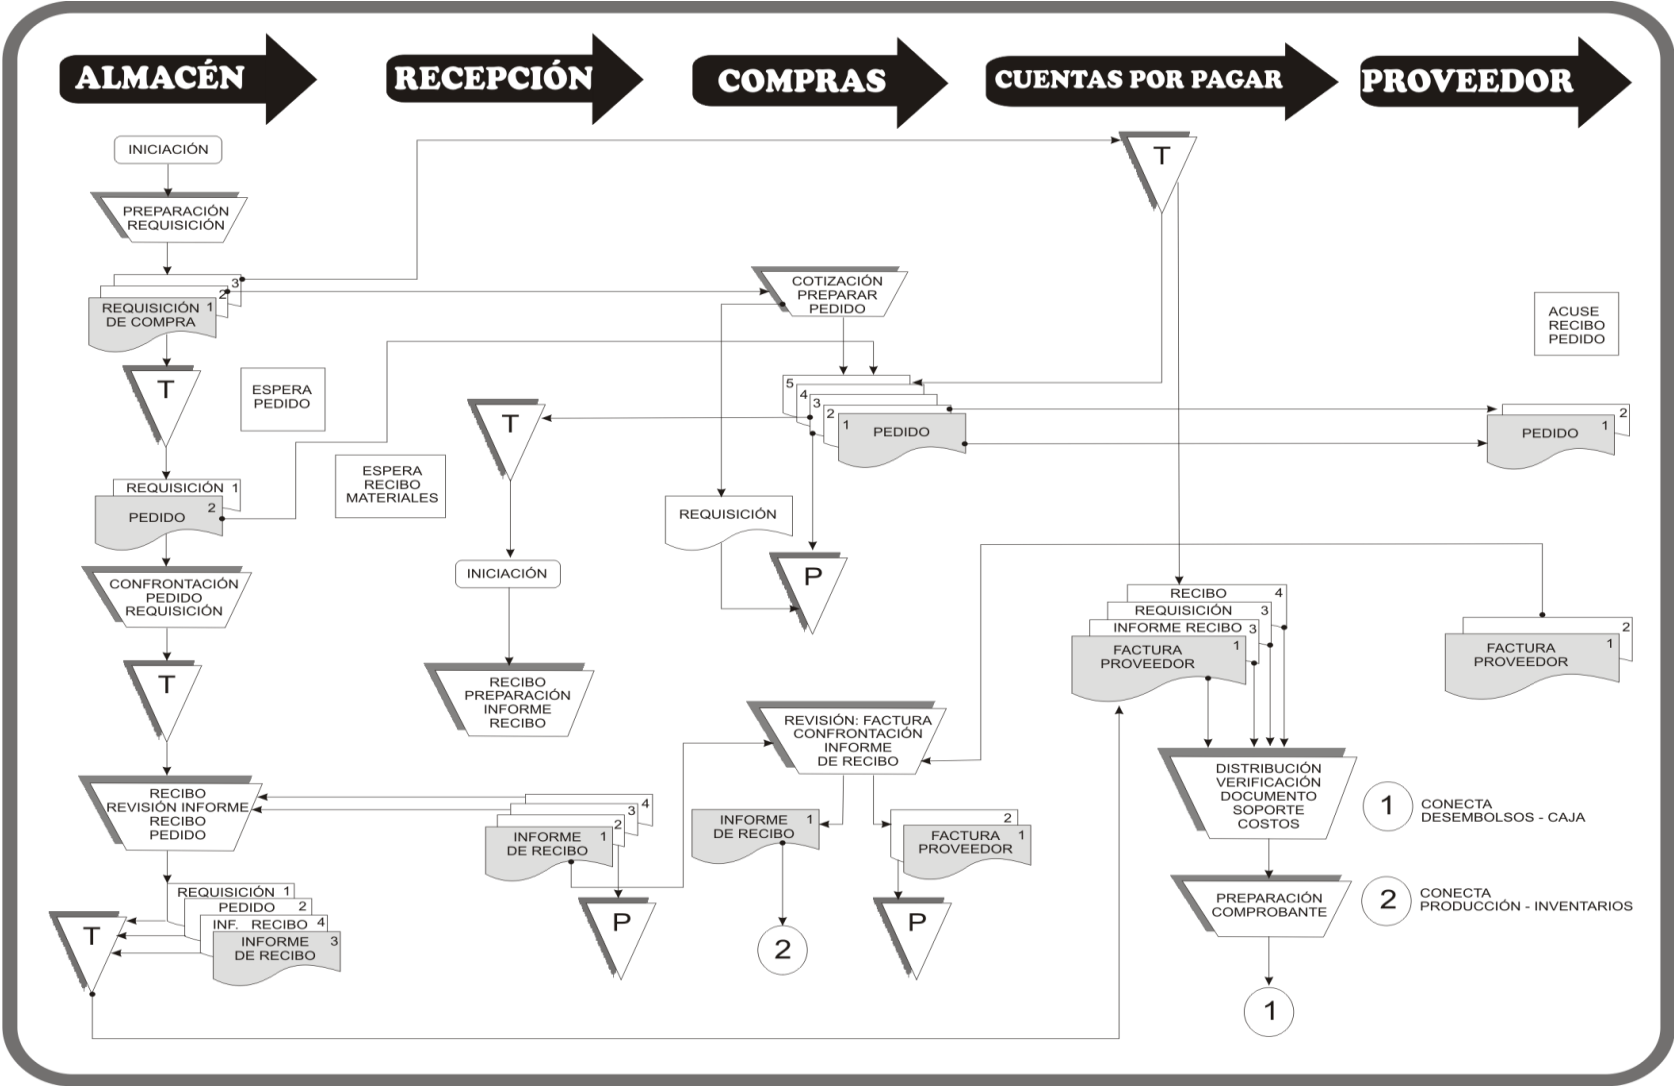 ALMACÉN
RECEPCIÓN
COMPRAS
CUENTAS POR PAGAR
PROVEEDOR
INICIACIÓN
PREPARACIÓN
REQUISICIÓN
3
2
REQUISICIÓN 1
DE COMPRA
T
ESPERA
PEDIDO
REQUISICIÓN 1
PEDIDO 2
CONFRONTACIÓN
PEDIDO
REQUISICIÓN
T
RECIBO
REVISIÓN INFORME
RECIBO
PEDIDO
REQUISICIÓN 1
PEDIDO 2
INF. RECIBO 4
INFORME 3
DE RECIBO
T
T
ESPERA
RECIBO
MATERIALES
INICIACIÓN
RECIBO
PREPARACIÓN
INFORME
RECIBO
4
3
2
INFORME 1
DE RECIBO
P
COTIZACIÓN
PREPARAR
PEDIDO
5
4
3
2
1 PEDIDO
REQUISICIÓN
P
REVISIÓN: FACTURA
CONFRONTACIÓN
INFORME
DE RECIBO
INFORME 1
DE RECIBO
2
2
FACTURA 1
PROVEEDOR
P
T
RECIBO 4
REQUISICIÓN 3
INFORME RECIBO 3
FACTURA 1
PROVEEDOR
DISTRIBUCIÓN
VERIFICACIÓN
DOCUMENTO
SOPORTE
COSTOS
PREPARACIÓN
COMPROBANTE
1
ACUSE
RECIBO
PEDIDO
2
PEDIDO 1
2
FACTURA 1
PROVEEDOR
1 CONECTA
DESEMBOLSOS - CAJA
2 CONECTA
PRODUCCIÓN - INVENTARIOS